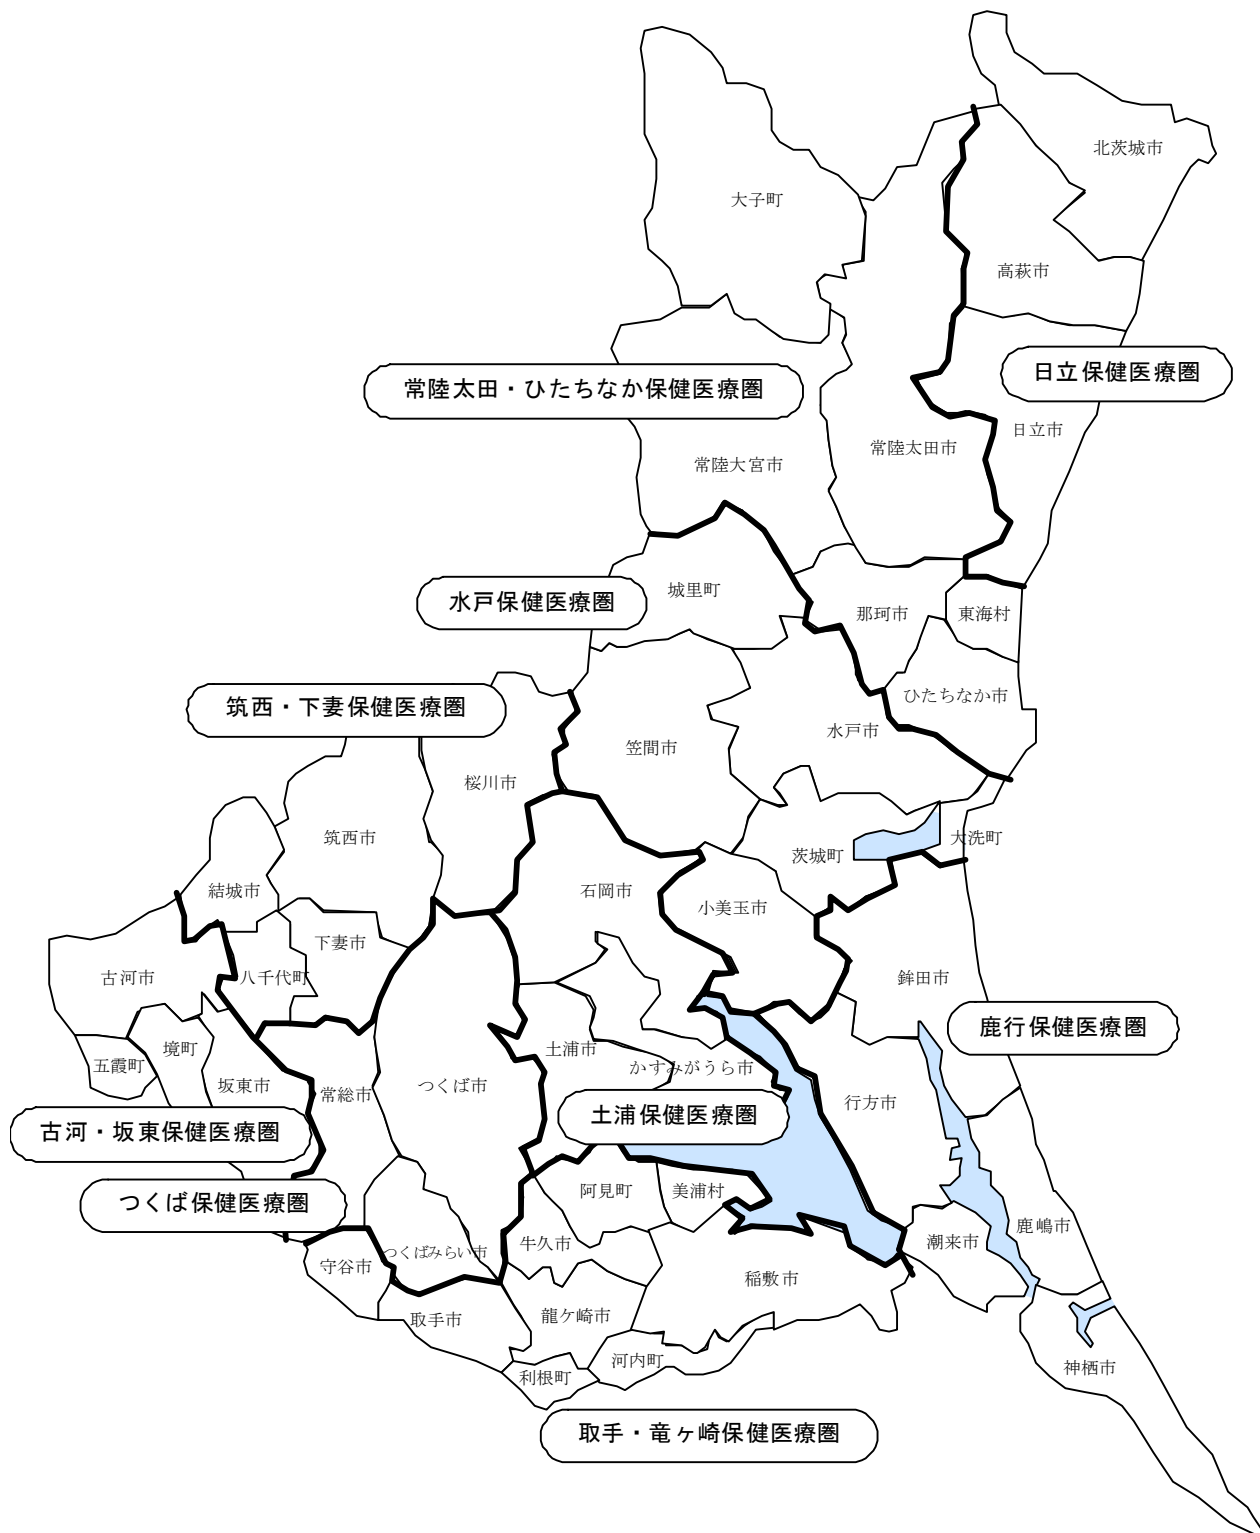 北茨城市
大子町
高萩市
日立保健医療圏
常陸太田・ひたちなか保健医療圏
日立市
常陸太田市
常陸大宮市
城里町
水戸保健医療圏
那珂市
東海村
ひたちなか市
筑西・下妻保健医療圏
水戸市
笠間市
桜川市
筑西市
大洗町
茨城町
結城市
石岡市
小美玉市
下妻市
古河市
八千代町
鉾田市
鹿行保健医療圏
境町
土浦市
五霞町
かすみがうら市
坂東市
つくば市
常総市
行方市
土浦保健医療圏
古河・坂東保健医療圏
つくば保健医療圏
阿見町
美浦村
鹿嶋市
潮来市
牛久市
つくばみらい市
守谷市
稲敷市
龍ケ崎市
取手市
河内町
神栖市
利根町
取手・竜ヶ崎保健医療圏